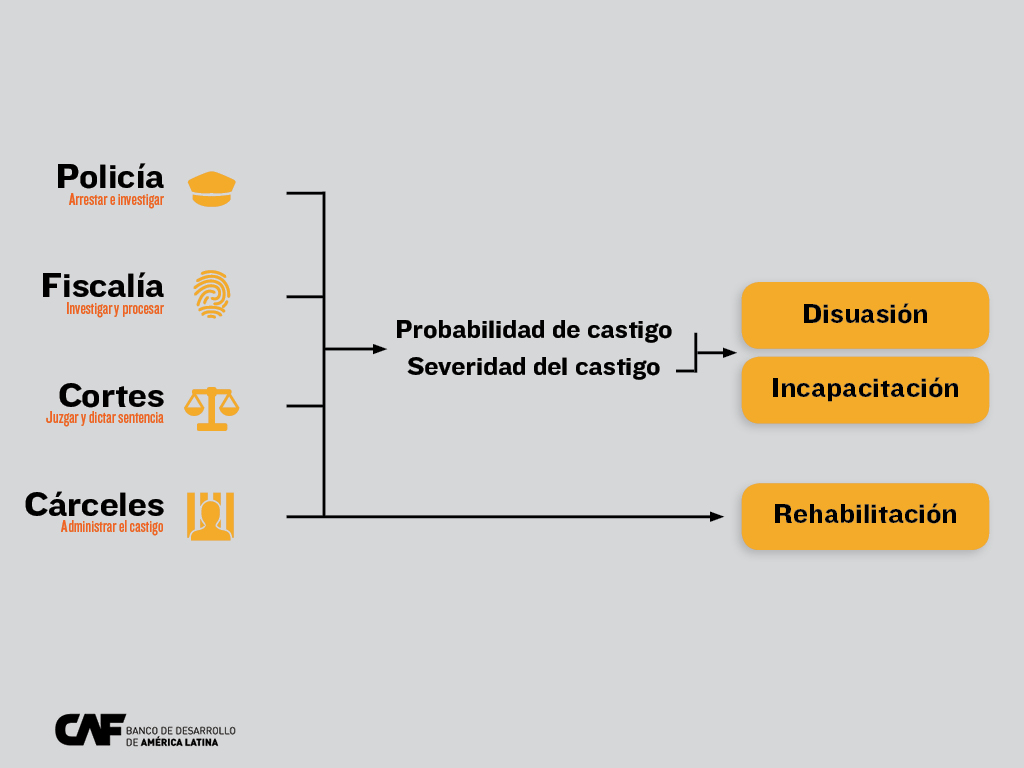 Policía
Arrestar e investigar
Fiscalía
Investigar y procesar
Cortes
Juzgar y dictar sentencia
Cárceles
Administrar el castigo
Probabilidad de castigo
Severidad del castigo
Disuasión
Incapacitación
Rehabilitación
CAF
BANCO DE DESARROLLO
DE AMÉRICA LATINA